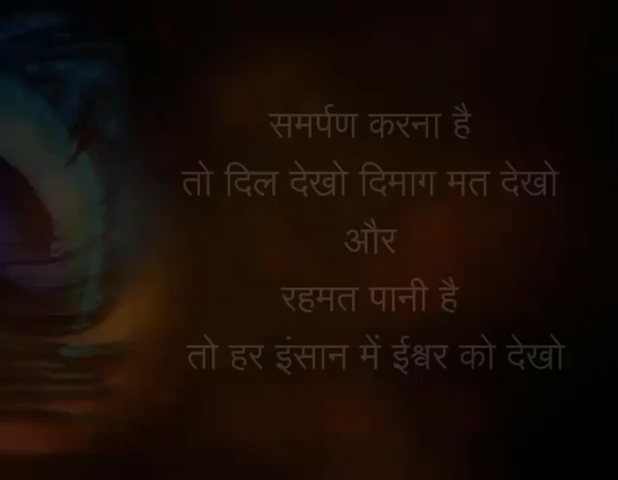 समर्पण करना है
तो दिल देखो दिमाग मत देखो
और
रहमत पानी है
तो हर इंसान में ईश्वर को देखो